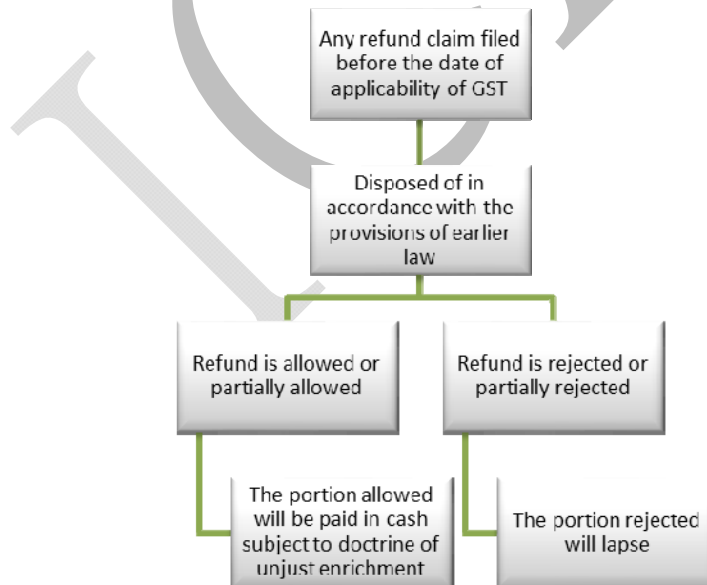 Any refund claim filed
before the date of
applicability of GST
Disposed of in
accordance with the
provisions of earlier
law
Refund is allowed or
partially allowed
Refund is rejected or
partially rejected
The portion allowed
will be paid in cash
subject to doctrine of
unjust enrichment
The portion rejected
will lapse